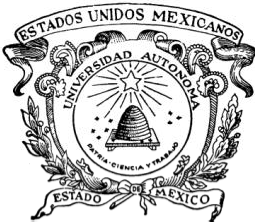 ESTADOS UNIDOS MEXICANOS
UNIVERSIDAD AUTONOMA
PATRIA·CIENCIA Y TRABAJO
ESTADO DE MEXICO